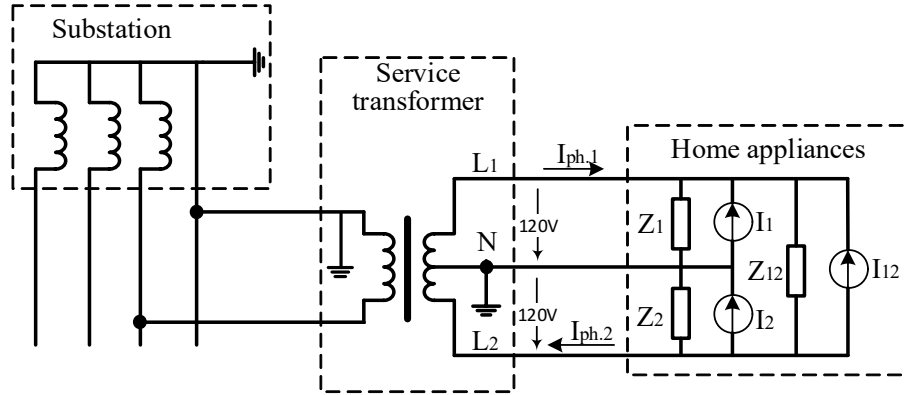 Substation
Service
transformer
Home appliances
L1
Iph.1
120V
N
Z1
I1
Z12
I12
120V
Z2
I2
L2
Iph.2